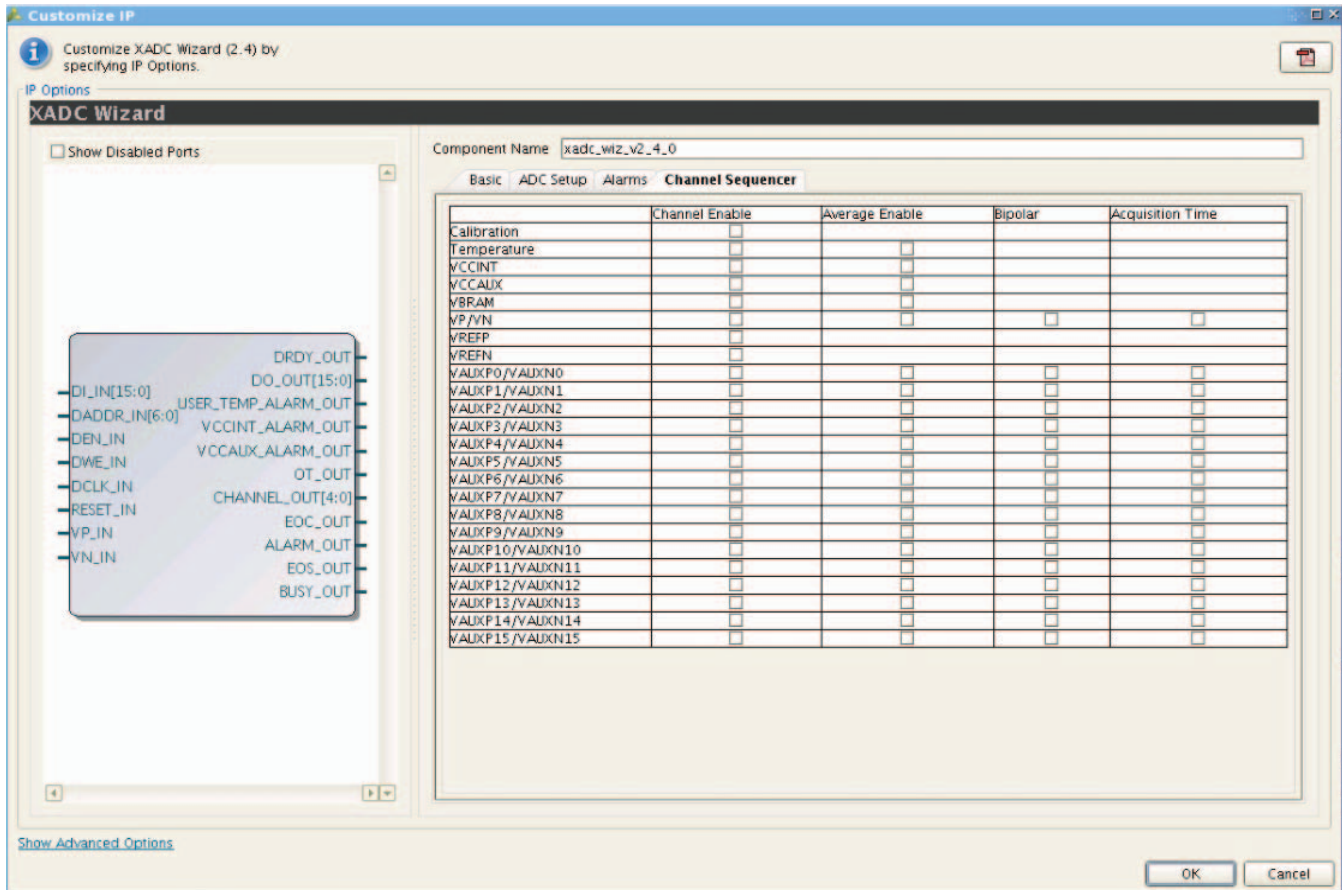 Customize IP
Customize XADC Wizard (2.4) by
specifying IP Options.
IP Options
XADC Wizard
Show Disabled Ports
DI_IN[15:0]
DADDR_IN[6:0]
DEN_IN
DWE_IN
DCLK_IN
RESET_IN
VP_IN
VN_IN
DRDY_OUT
DO_OUT[15:0]
USER_TEMP_ALARM_OUT
VCCINT_ALARM_OUT
VCCAUX_ALARM_OUT
OT_OUT
CHANNEL_OUT[4:0]
EOC_OUT
ALARM_OUT
EOS_OUT
BUSY_OUT
Component Name xadc_wiz_v2_4_0
Basic ADC Setup Alarms Channel Sequencer
Channel Enable Average Enable Bipolar Acquisition Time
Calibration
Temperature
VCCINT
VCCAUX
VBRAM
VP/VN
VREFP
VREFN
VAUXP0/VAUXN0
VAUXP1/VAUXN1
VAUXP2/VAUXN2
VAUXP3/VAUXN3
VAUXP4/VAUXN4
VAUXP5/VAUXN5
VAUXP6/VAUXN6
VAUXP7/VAUXN7
VAUXP8/VAUXN8
VAUXP9/VAUXN9
VAUXP10/VAUXN10
VAUXP11/VAUXN11
VAUXP12/VAUXN12
VAUXP13/VAUXN13
VAUXP14/VAUXN14
VAUXP15/VAUXN15
Show Advanced Options
OK Cancel